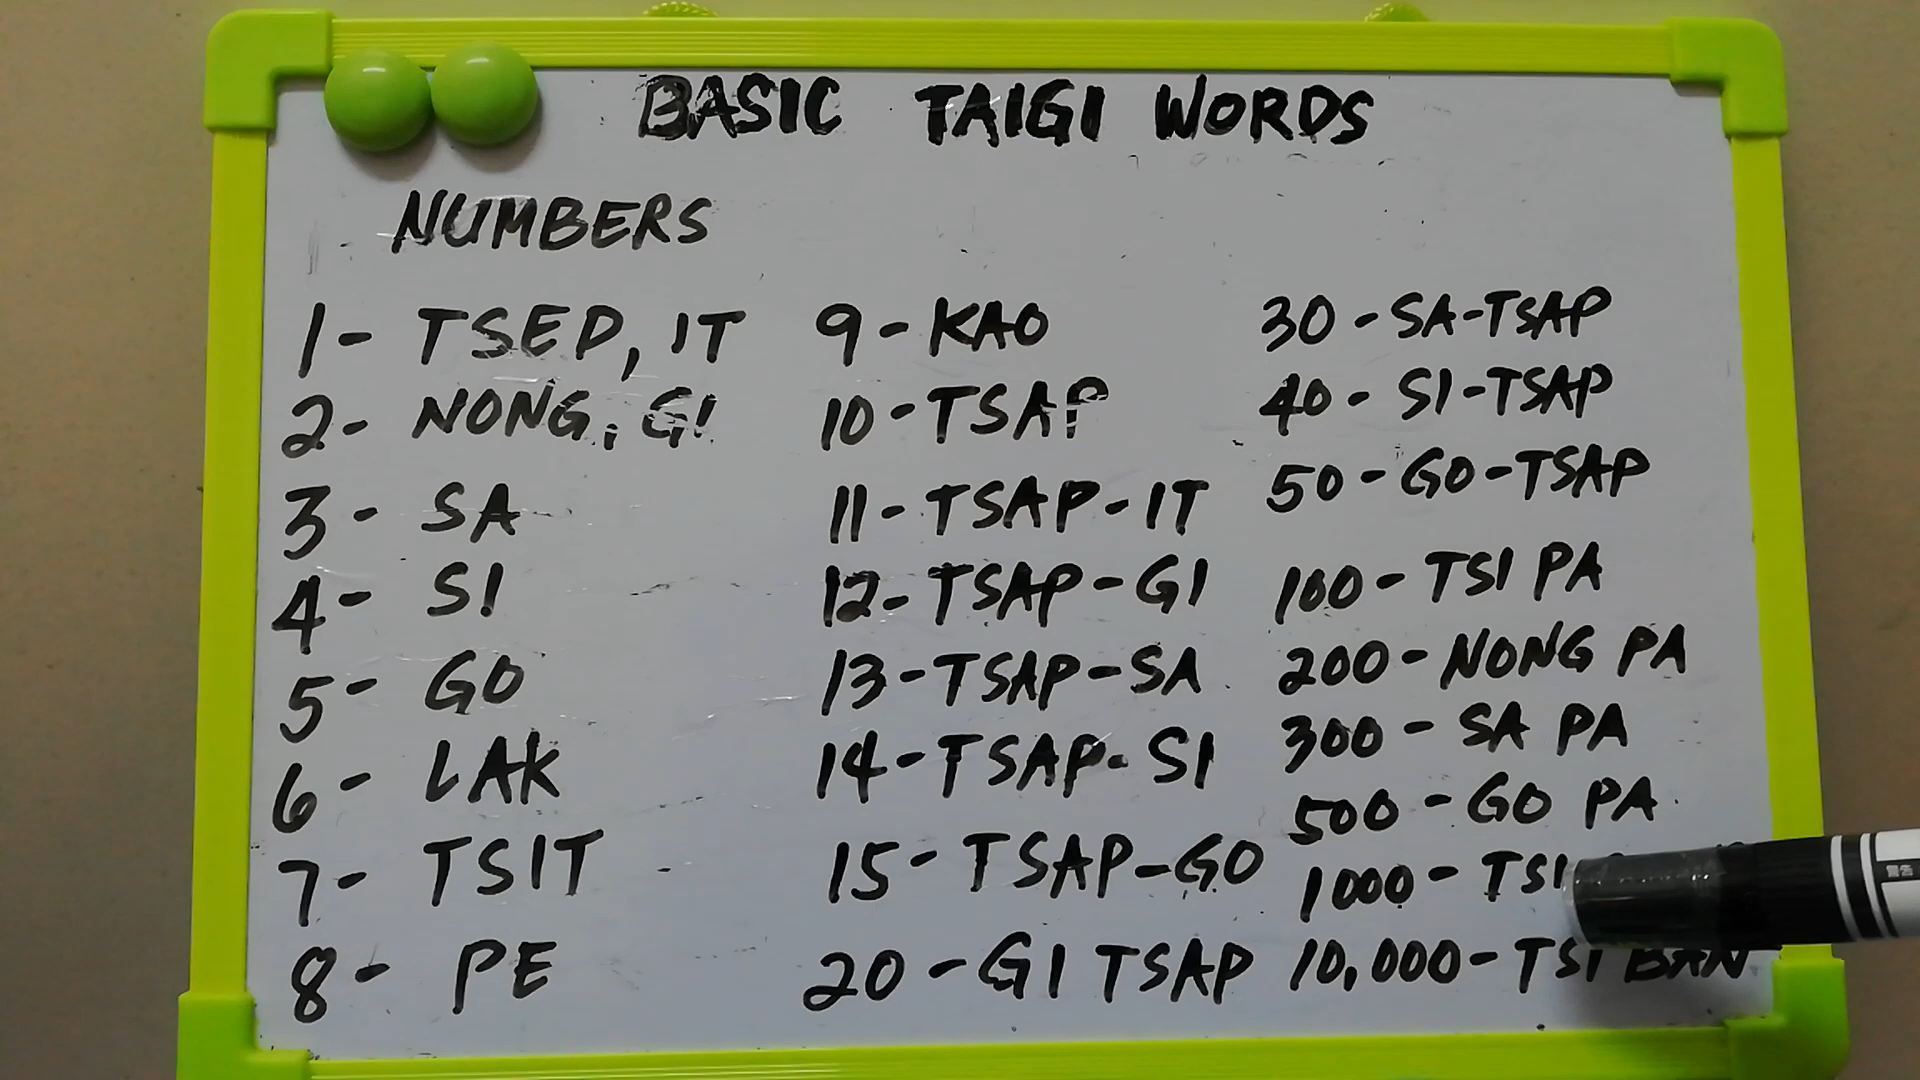 BASIC TAIGI WORDS
NUMBERS
1- TSEP, IT
2- NONG, GI
3- SA
4- SI
5- GO
6- LAK
7- TSIT
8- PE
9-KAO
10-TSAP
11-TSAP-IT
12-TSAP-GI
13-TSAP-SA
14-TSAP-SI
15-TSAP-GO
20-GI TSAP
30-SA-TSAP
40-SI-TSAP
50-GO-TSAP
100-TSI PA
200-NONG PA
300-SA PA
500-GO PA
1000-TSI
10,000-TSI BAN
警告